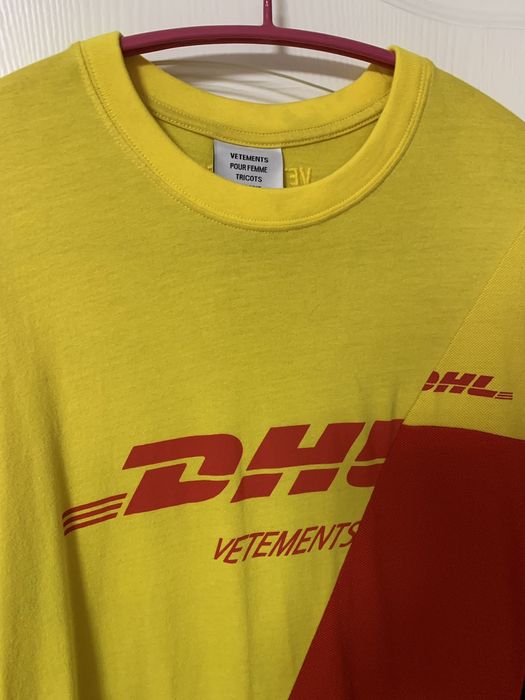 VETEMENTS
POUR FEMME
TRICOTS
DHL
DHL
VETEMENTS